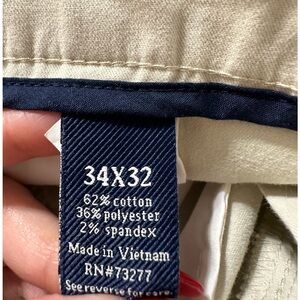 34X32
62% cotton
36% polyester
2% spandex
Made in Vietnam
RN#73277
See reverse for care